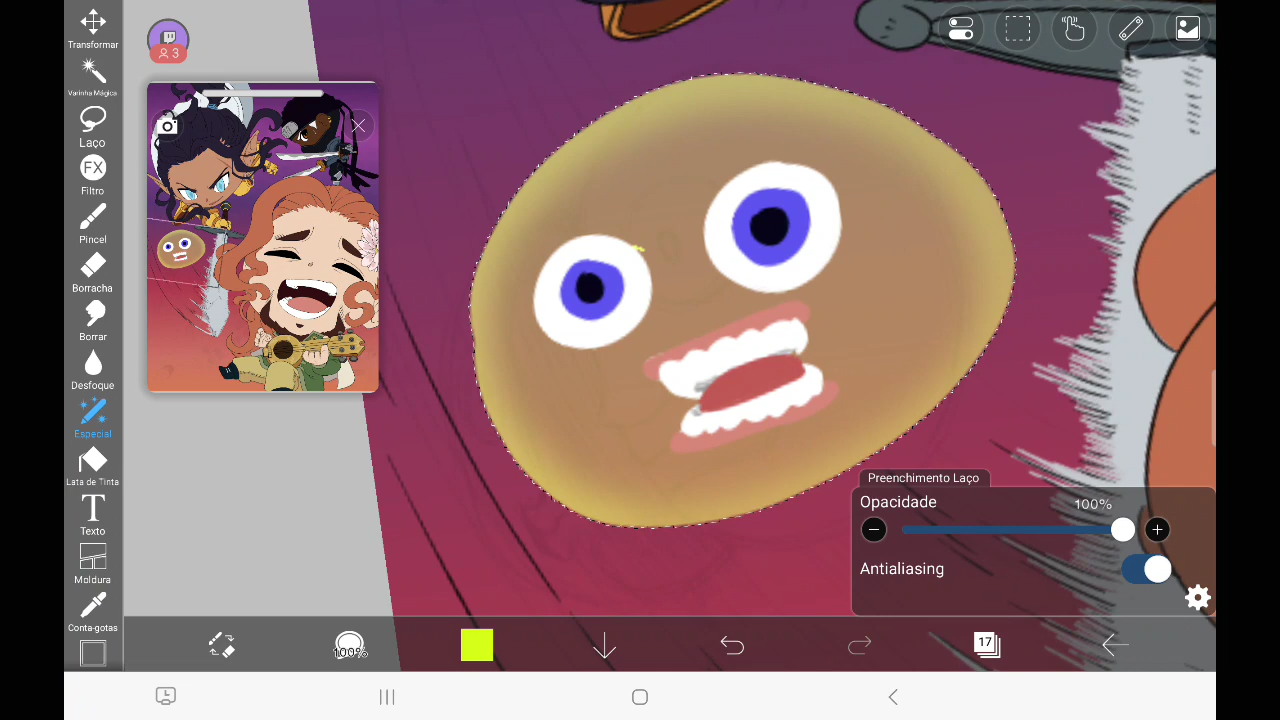 Transformar
Varinha Mágica
Laço
FX
Filtro
Pincel
Borracha
Borrar
Desfoque
Especial
Lata de Tinta
T
Texto
Moldura
Conta-gotas
3
Preenchimento Laço
Opacidade 100%
Antialiasing
100%
17